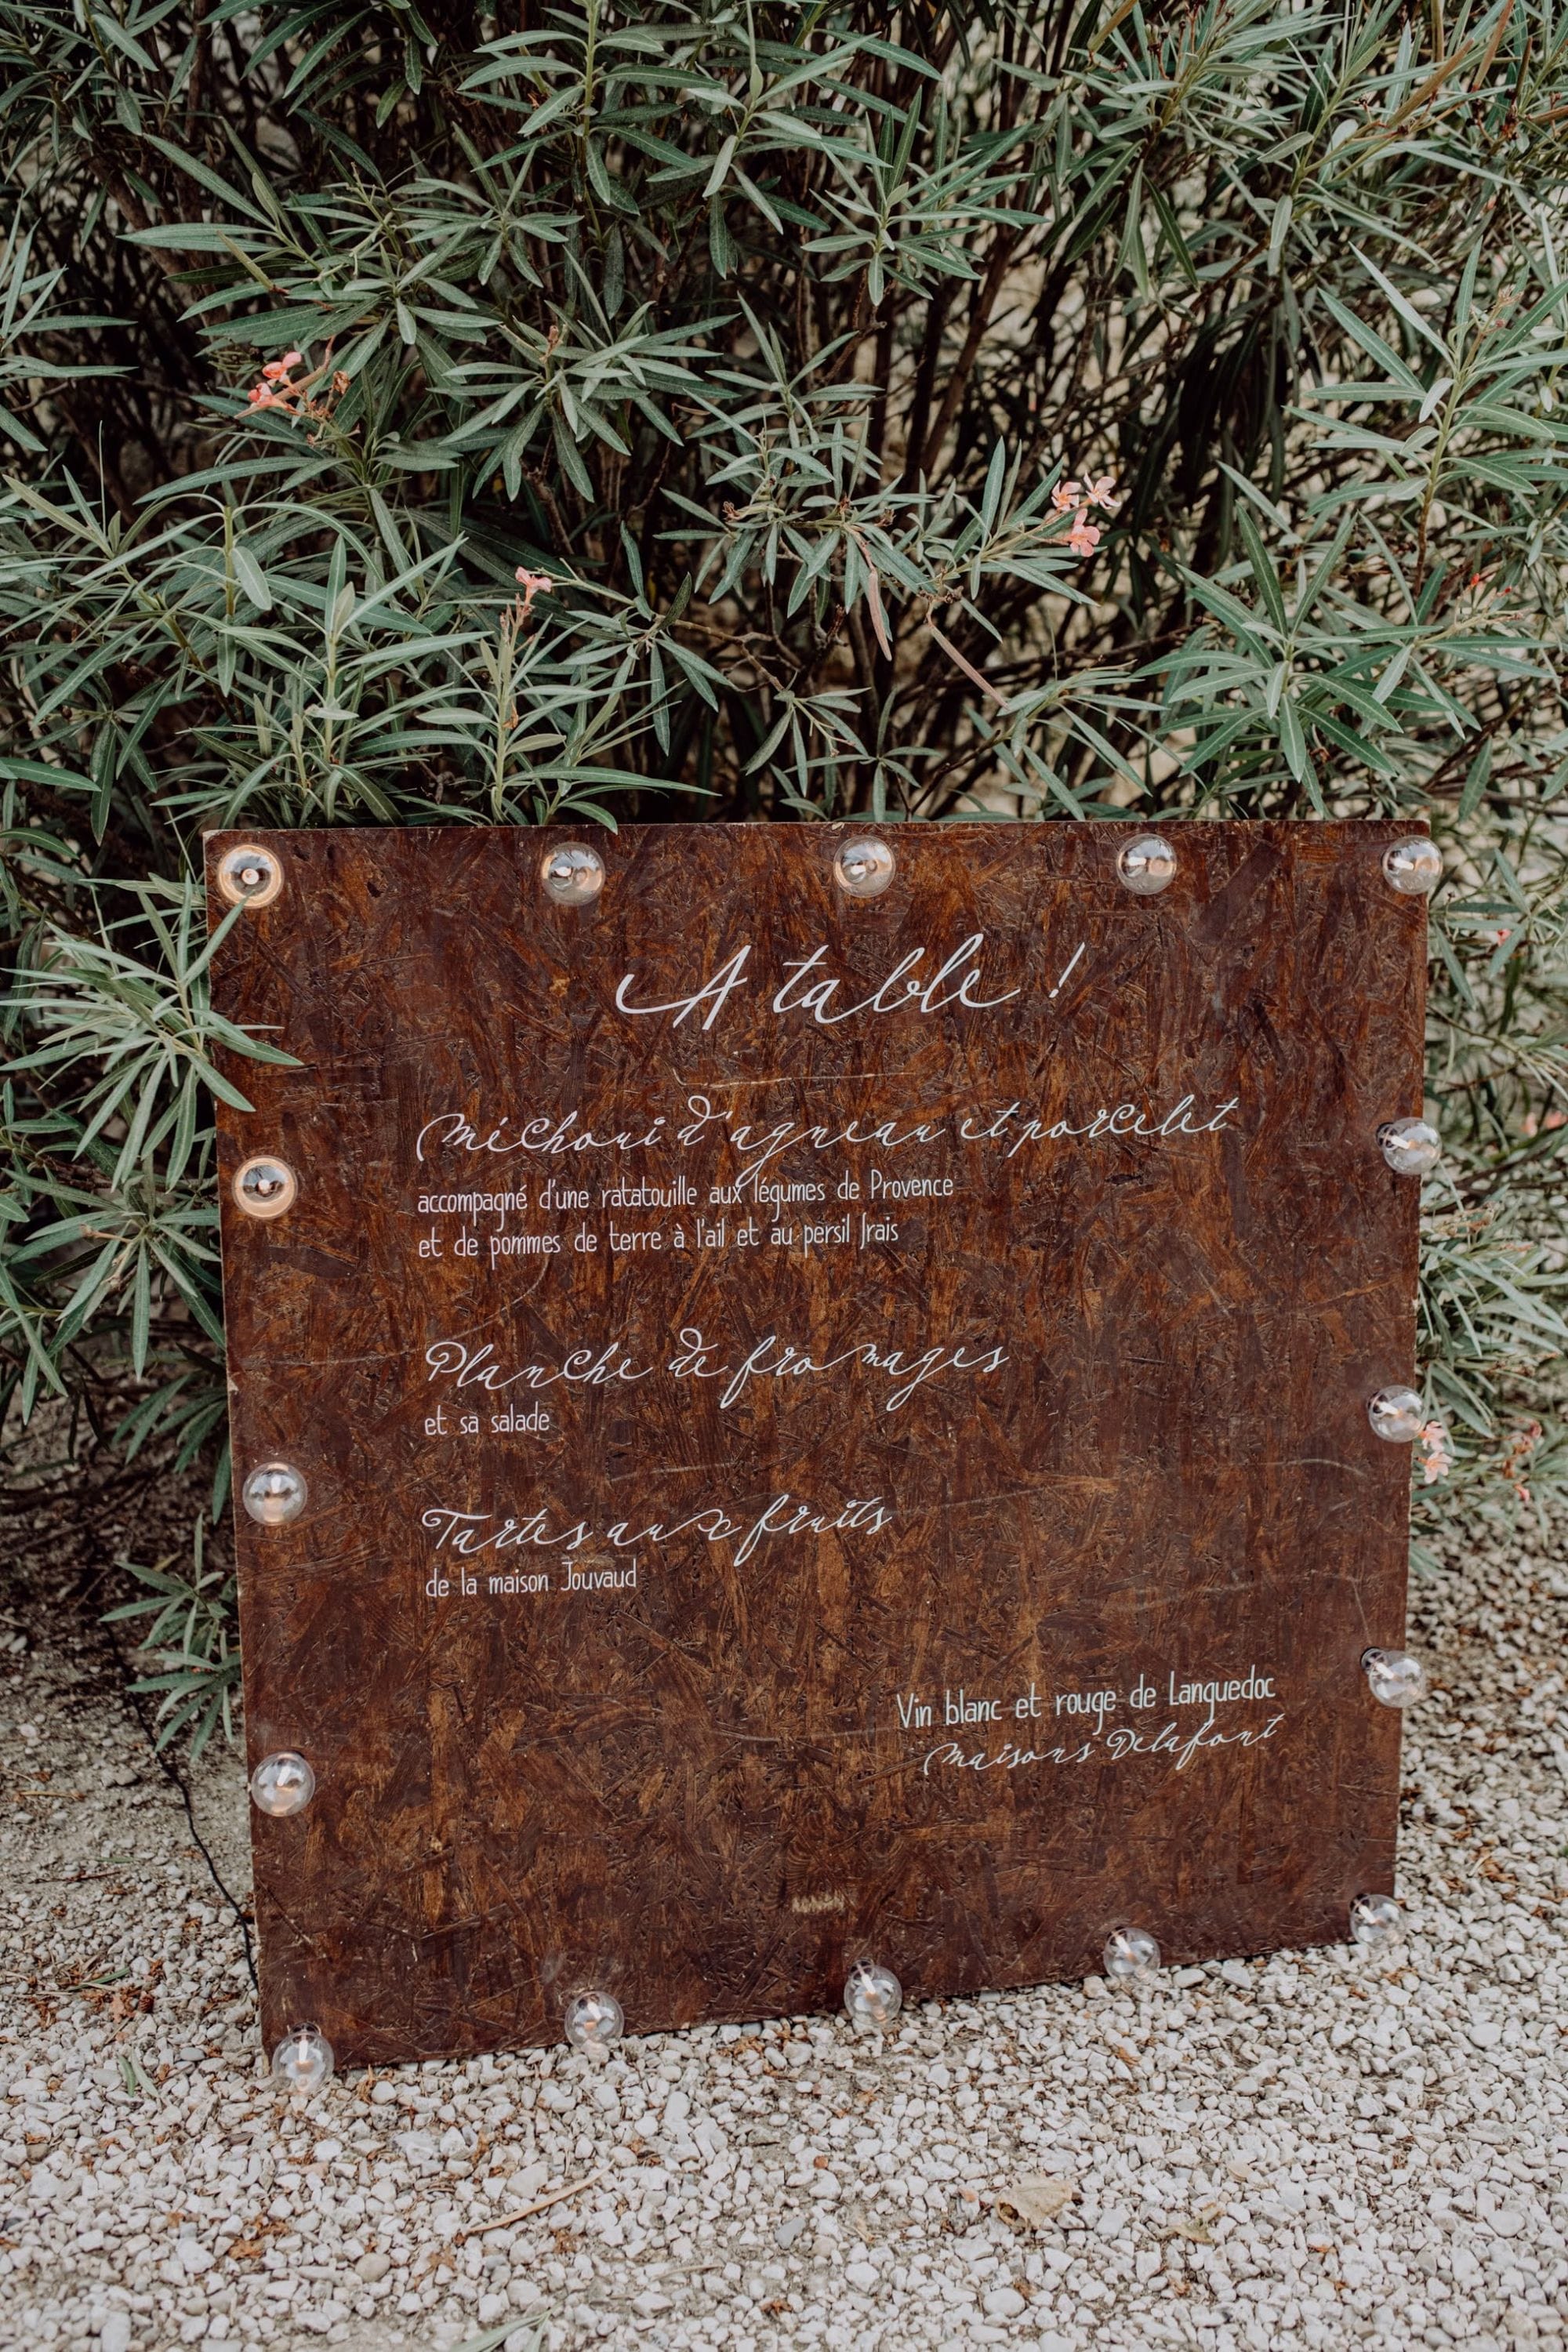 A table !
Méchoui d'agneau et porcelet
accompagné d'une ratatouille aux légumes de Provence
et de pommes de terre à l'ail et au persil frais
Planche de fromages
et sa salade
Tartes aux fruits
de la maison Jouvaud
Vin blanc et rouge de Languedoc
Maisons Delafont